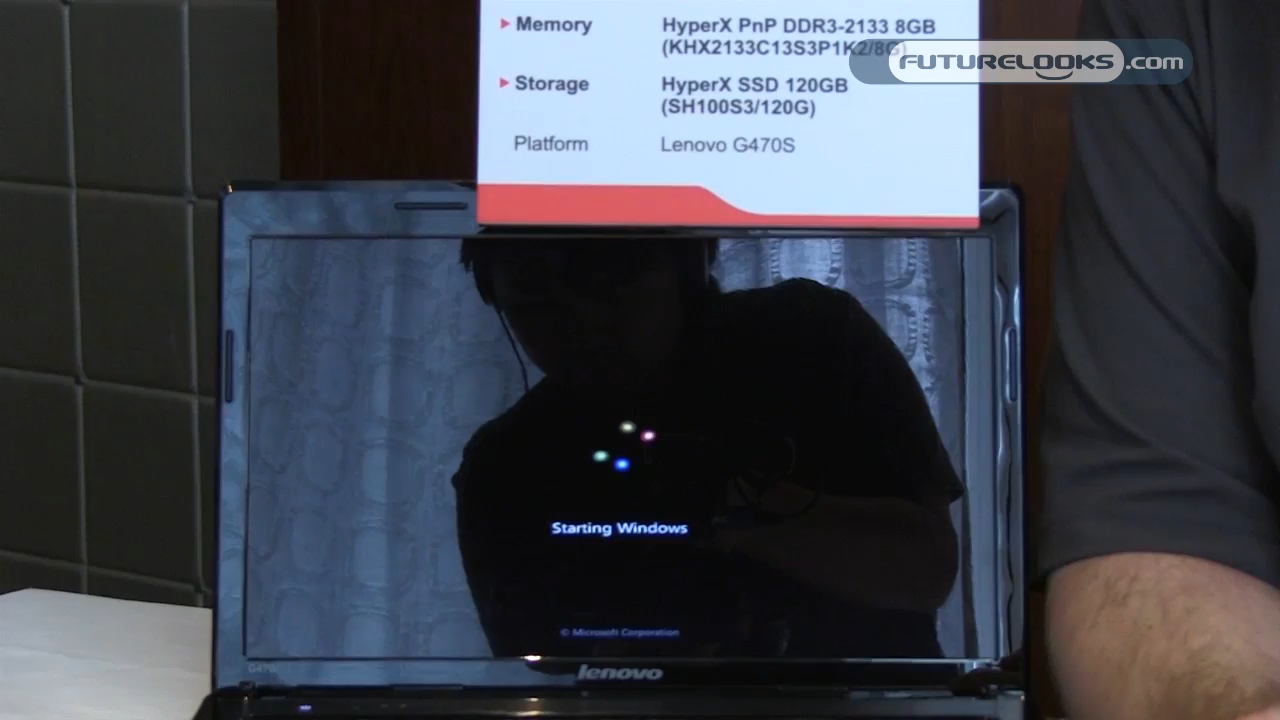 Memory HyperX PnP DDR3-2133 8GB
(KHX2133C13S3P1K2/8G)
FUTURELOOKS.com
Storage HyperX SSD 120GB
(SH100S3/120G)
Platform Lenovo G470S
Starting Windows
© Microsoft Corporation
G470
lenovo